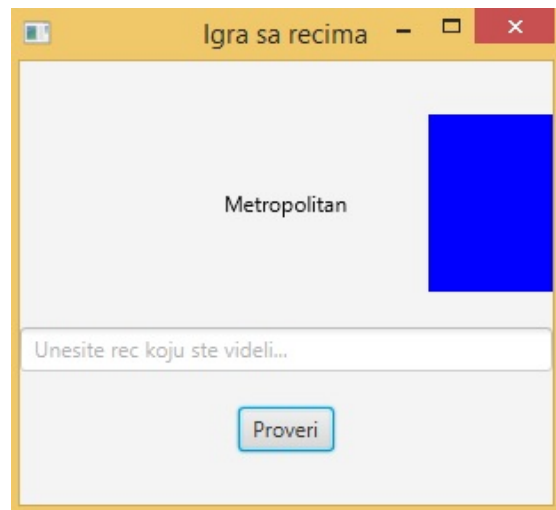 Igra sa recima
Metropolitan
Unesite rec koju ste videli...
Proveri